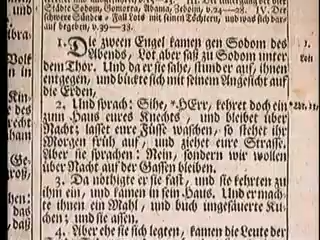 Städte Sodom, Gomorra, Adama, Zeboim, v.24—28. IV. Der
schwere Sünden-Fall Lots mit seinen Töchtern, und was sich dar-
auf begeben, v.39—38.
1. Die zween Engel kamen gen Sodom des
Abends, Lot aber saß zu Sodom unter
dem Thor. Und da er sie sahe, stund er auf, ihnen
entgegen, und bückte sich mit seinem Angesicht auf
die Erden,
2. Und sprach: Sihe, *HErr, kehret doch ein
zum Haus eures Knechts, und bleibet über
Nacht; lasset eure Füsse waschen, so stehet ihr
Morgen früh auf, und ziehet eure Strasse.
Aber sie sprachen: Nein, sondern wir wollen
über Nacht auf der Gassen bleiben.
3. Da nöthigte er sie fast, und sie kehrten zu
ihm ein, und kamen in sein Haus. Und er mach-
te ihnen ein Mahl, und buch ungesäuerte Ku-
chen; und sie assen.
4. Aber ehe sie sich legten, kamen die Leute der